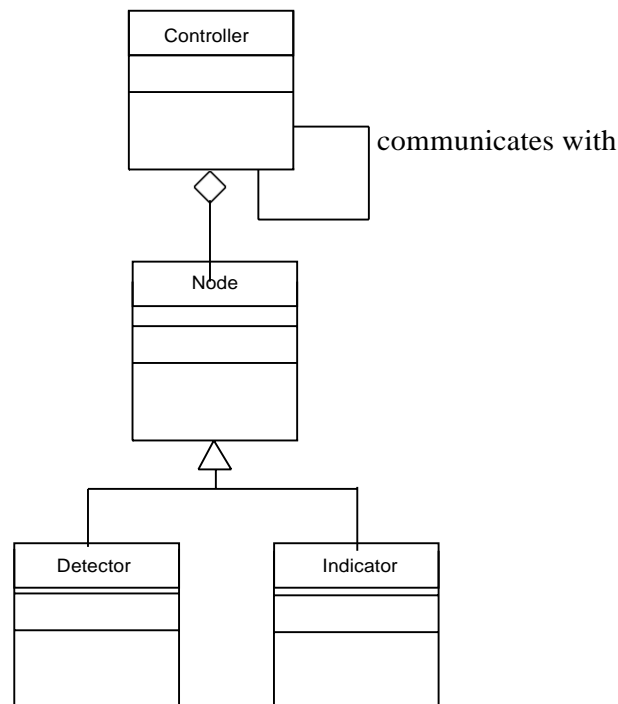 Controller
communicates with
Node
Detector
Indicator